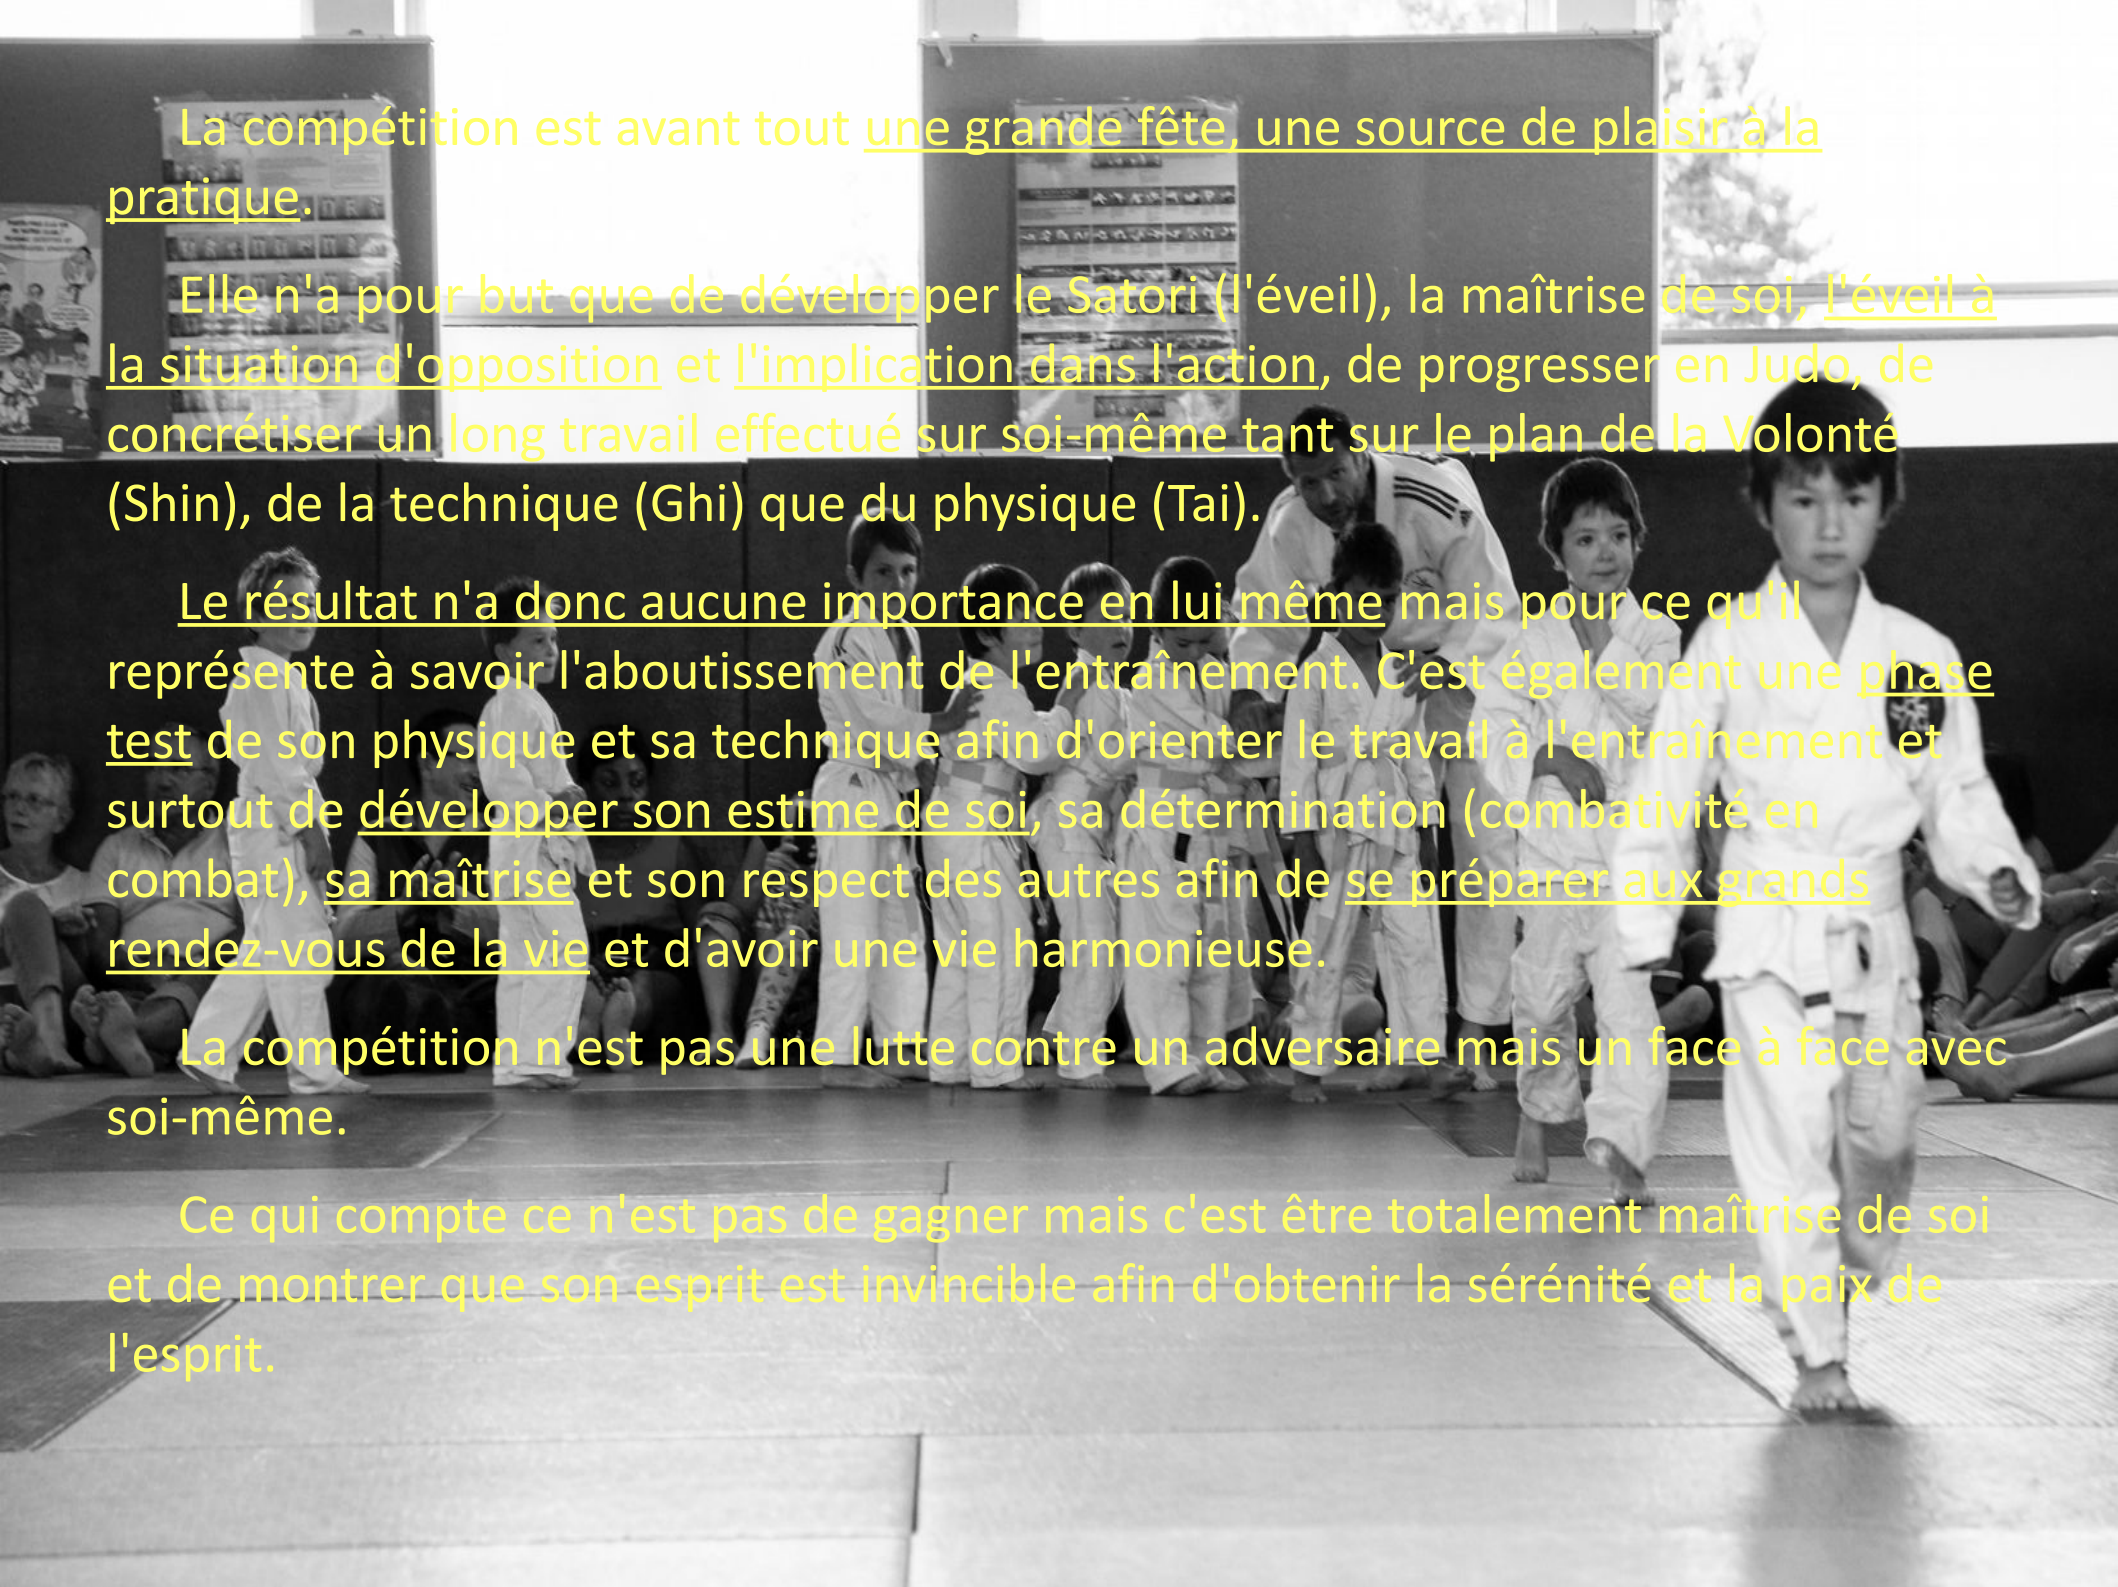 La compétition est avant tout une grande fête, une source de plaisir à la
pratique.
Elle n'a pour but que de développer le Satori (l'éveil), la maîtrise de soi, l'éveil à
la situation d'opposition et l'implication dans l'action, de progresser en Judo, de
concrétiser un long travail effectué sur soi-même tant sur le plan de la Volonté
(Shin), de la technique (Ghi) que du physique (Tai).
Le résultat n'a donc aucune importance en lui même mais pour ce qu'il
représente à savoir l'aboutissement de l'entraînement. C'est également une phase
test de son physique et sa technique afin d'orienter le travail à l'entraînement et
surtout de développer son estime de soi, sa détermination (combativité en
combat), sa maîtrise et son respect des autres afin de se préparer aux grands
rendez-vous de la vie et d'avoir une vie harmonieuse.
La compétition n'est pas une lutte contre un adversaire mais un face à face avec
soi-même.
Ce qui compte ce n'est pas de gagner mais c'est être totalement maîtrise de soi
et de montrer que son esprit est invincible afin d'obtenir la sérénité et la paix de
l'esprit.